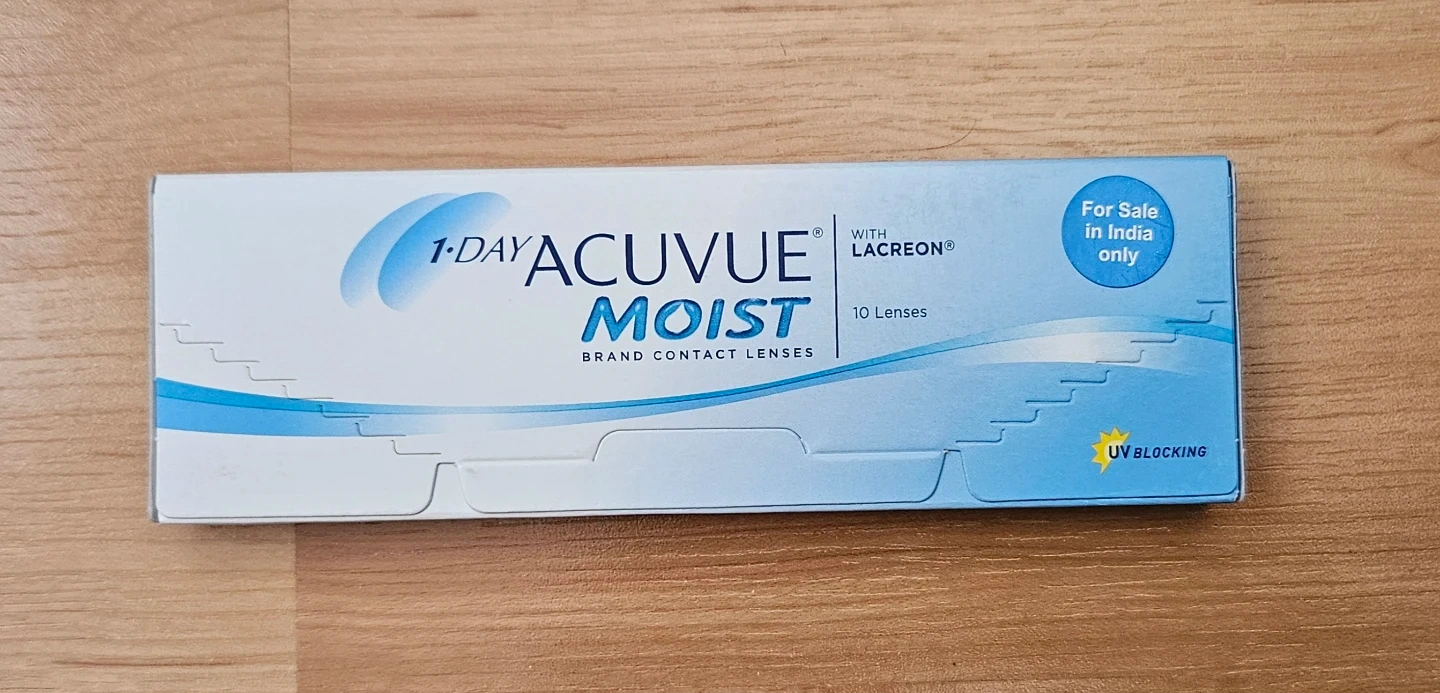 1·DAY ACUVUE®
MOIST
BRAND CONTACT LENSES
WITH
LACREON®
10 Lenses
For Sale
in India
only
UV BLOCKING